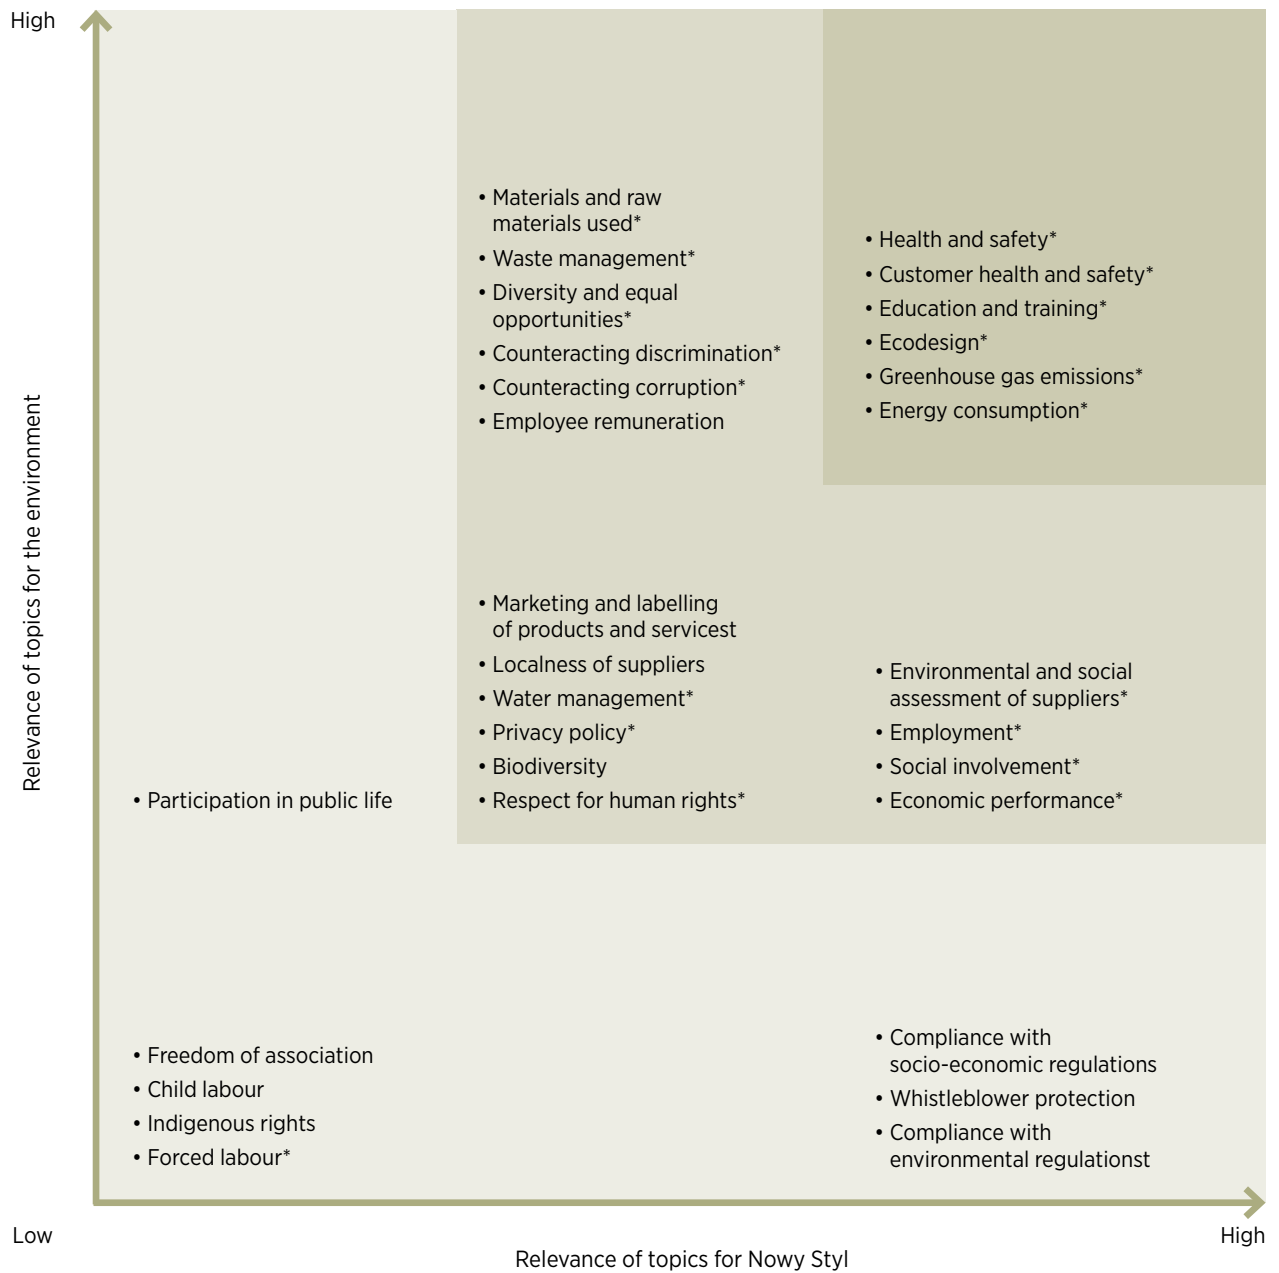 High
Relevance of topics for the environment
• Materials and raw
materials used*
• Waste management*
• Diversity and equal
opportunities*
• Counteracting discrimination*
• Counteracting corruption*
• Employee remuneration
• Health and safety*
• Customer health and safety*
• Education and training*
• Ecodesign*
• Greenhouse gas emissions*
• Energy consumption*
• Participation in public life
• Marketing and labelling
of products and servicest
• Localness of suppliers
• Water management*
• Privacy policy*
• Biodiversity
• Respect for human rights*
• Environmental and social
assessment of suppliers*
• Employment*
• Social involvement*
• Economic performance*
• Freedom of association
• Child labour
• Indigenous rights
• Forced labour*
• Compliance with
socio-economic regulations
• Whistleblower protection
• Compliance with
environmental regulationst
Low
High
Relevance of topics for Nowy Styl